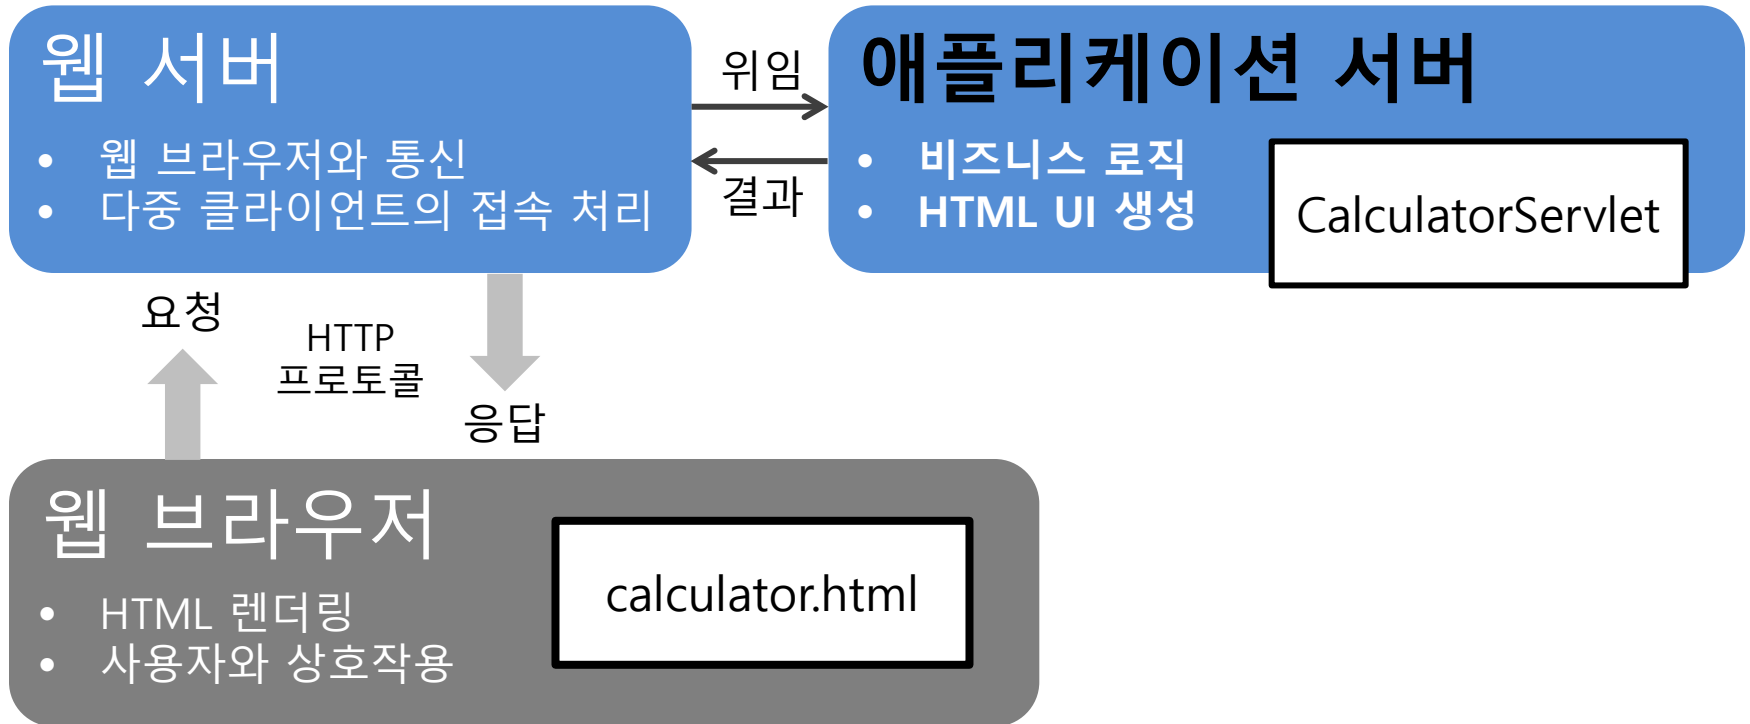 웹 서버
• 웹 브라우저와 통신
• 다중 클라이언트의 접속 처리
위임
결과
애플리케이션 서버
• 비즈니스 로직
• HTML UI 생성
CalculatorServlet
요청
HTTP
프로토콜
응답
웹 브라우저
• HTML 렌더링
• 사용자와 상호작용
calculator.html